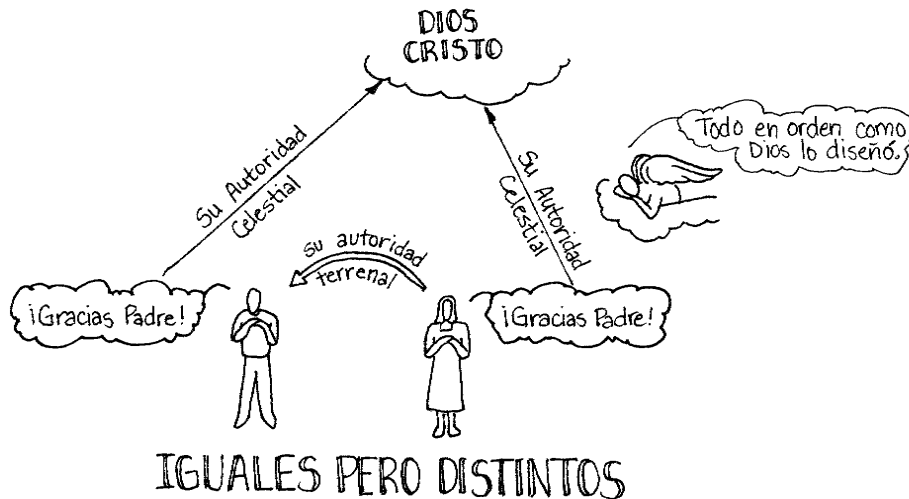 DIOS
CRISTO
Su Autoridad
Celestial
Su Autoridad
Celestial
Todo en orden como
Dios lo diseñó.
su autoridad
terrenal
¡Gracias Padre!
¡Gracias Padre!
IGUALES PERO DISTINTOS